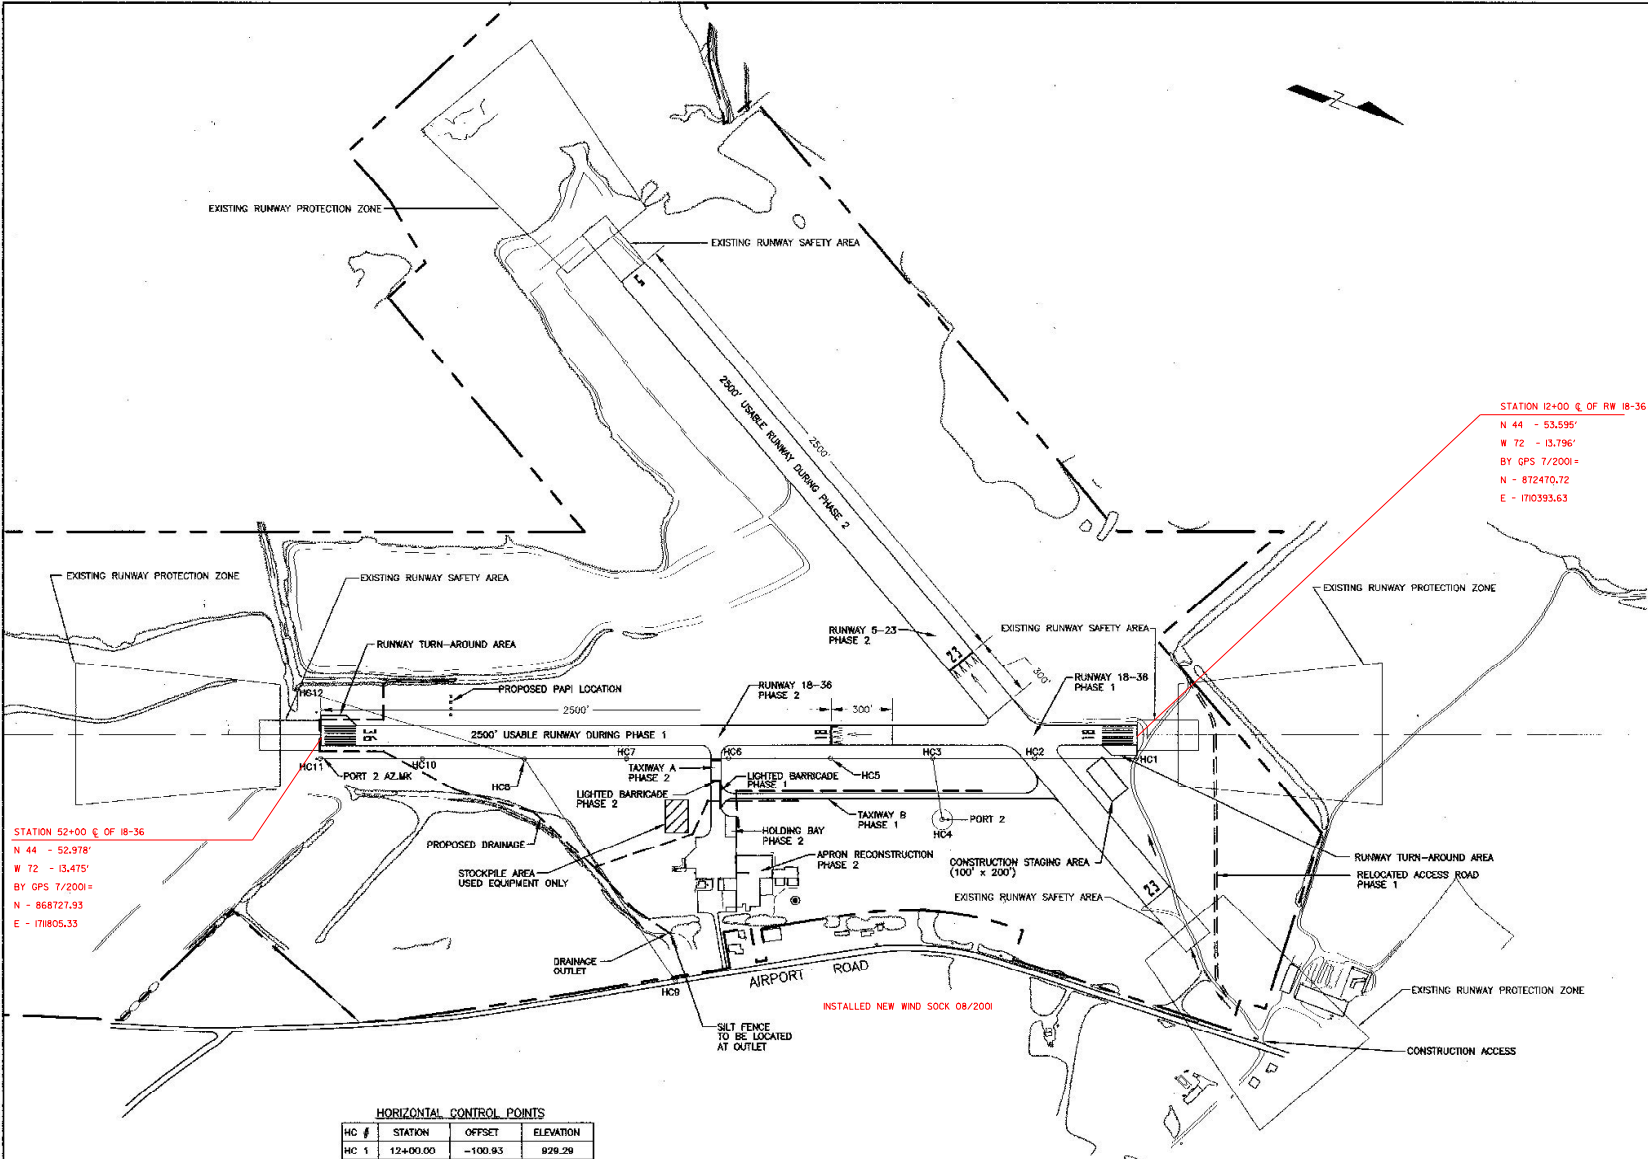 EXISTING RUNWAY PROTECTION ZONE
EXISTING RUNWAY SAFETY AREA
5
2500' USABLE RUNWAY DURING PHASE 2
2500'
STATION 12+00 ℄ OF RW 18-36
N 44 - 53.595'
W 72 - 13.796'
BY GPS 7/2001=
N - 872470.72
E - 1710393.63
EXISTING RUNWAY PROTECTION ZONE
EXISTING RUNWAY SAFETY AREA
EXISTING RUNWAY PROTECTION ZONE
RUNWAY 5-23
PHASE 2
EXISTING RUNWAY SAFETY AREA
RUNWAY TURN-AROUND AREA
23
300'
HC12
PROPOSED PAPI LOCATION
RUNWAY 18-36
PHASE 2
RUNWAY 18-36
PHASE 1
2500'
300'
36
2500' USABLE RUNWAY DURING PHASE 1
18
18
HC11
PORT 2 AZ.MK
HC10
HC8
HC7
HC6
HC5
HC3
HC2
HC1
TAXIWAY A
PHASE 2
LIGHTED BARRICADE
PHASE 1
LIGHTED BARRICADE
PHASE 2
TAXIWAY B
PHASE 1
PORT 2
HC4
STATION 52+00 ℄ OF 18-36
N 44 - 52.978'
W 72 - 13.475'
BY GPS 7/2001=
N - 868727.93
E - 1711805.33
PROPOSED DRAINAGE
HOLDING BAY
PHASE 2
APRON RECONSTRUCTION
PHASE 2
CONSTRUCTION STAGING AREA
(100' x 200')
RUNWAY TURN-AROUND AREA
RELOCATED ACCESS ROAD
PHASE 1
STOCKPILE AREA
USED EQUIPMENT ONLY
23
EXISTING RUNWAY SAFETY AREA
DRAINAGE
OUTLET
HC9
AIRPORT ROAD
INSTALLED NEW WIND SOCK 08/2001
EXISTING RUNWAY PROTECTION ZONE
SILT FENCE
TO BE LOCATED
AT OUTLET
CONSTRUCTION ACCESS
HORIZONTAL CONTROL POINTS
HC # STATION OFFSET ELEVATION
HC 1 12+00.00 -100.93 929.29